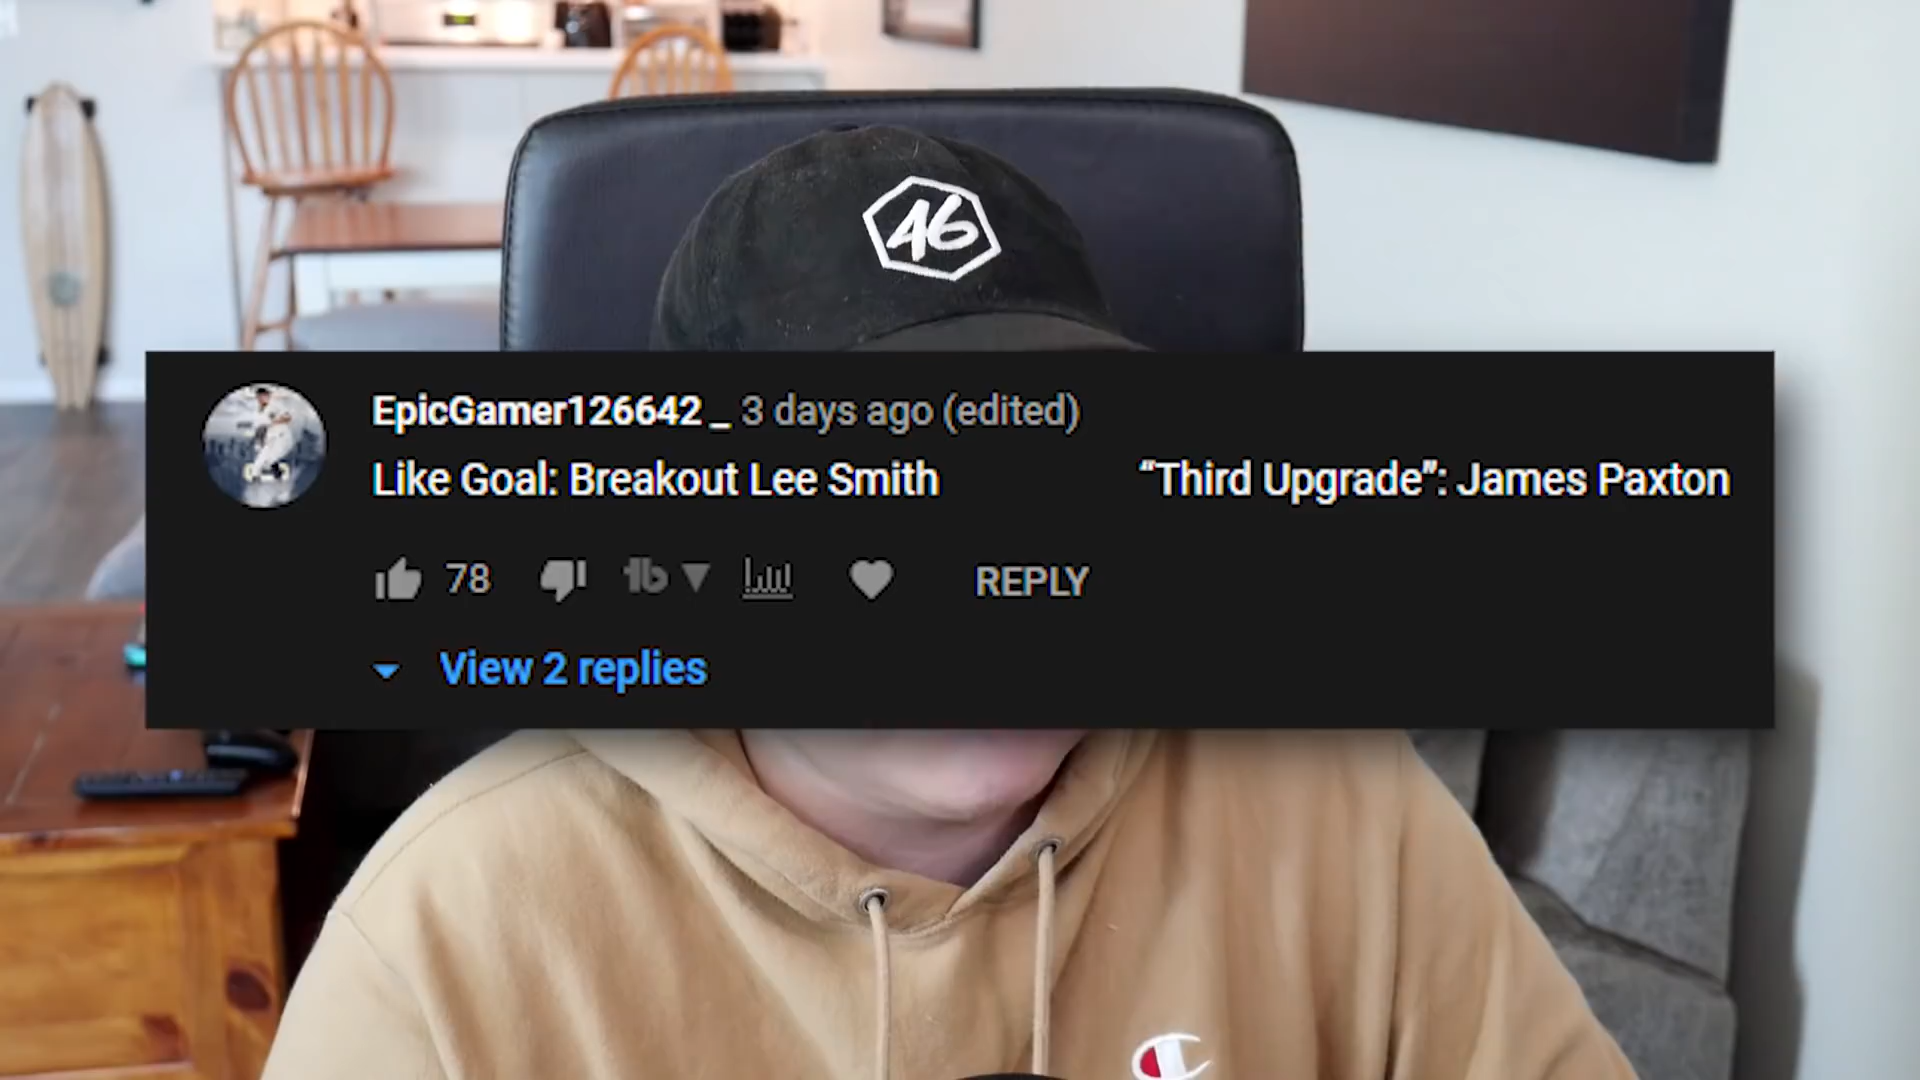 46
EpicGamer126642 _ 3 days ago (edited)
Like Goal: Breakout Lee Smith “Third Upgrade”: James Paxton
78 tb REPLY
View 2 replies